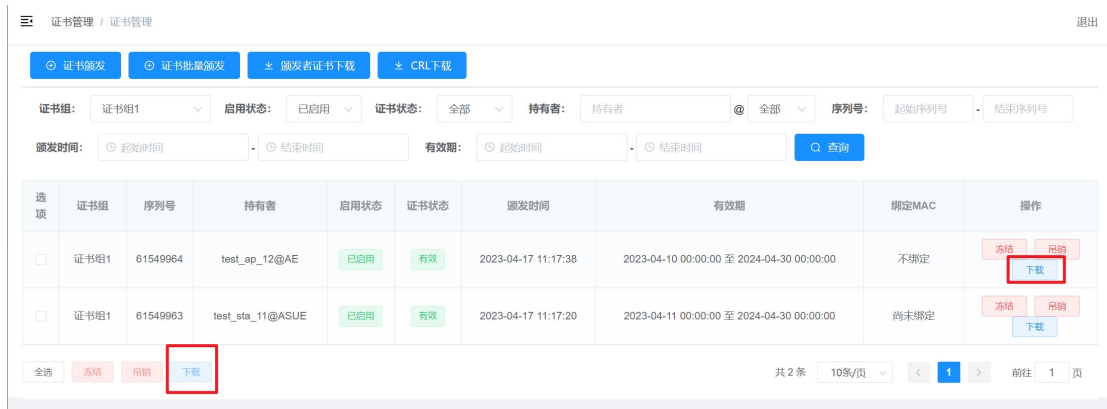 证书管理 / 证书管理 退出
证书颁发 证书批量颁发 颁发者证书下载 CRL下载
证书组: 证书组1 启用状态: 已启用 证书状态: 全部 持有者: 持有者 @ 全部 序列号: 起始序列号 - 结束序列号
颁发时间: 起始时间 - 结束时间 有效期: 起始时间 - 结束时间 查询
选项 证书组 序列号 持有者 启用状态 证书状态 颁发时间 有效期 绑定MAC 操作
证书组1 61549964 test_ap_12@AE 已启用 有效 2023-04-17 11:17:38 2023-04-10 00:00:00 至 2024-04-30 00:00:00 不绑定 冻结 吊销
下载
证书组1 61549963 test_sta_11@ASUE 已启用 有效 2023-04-17 11:17:20 2023-04-11 00:00:00 至 2024-04-30 00:00:00 尚未绑定 冻结 吊销
下载
全选 冻结 吊销 下载 共 2 条 10条/页 1 前往 1 页